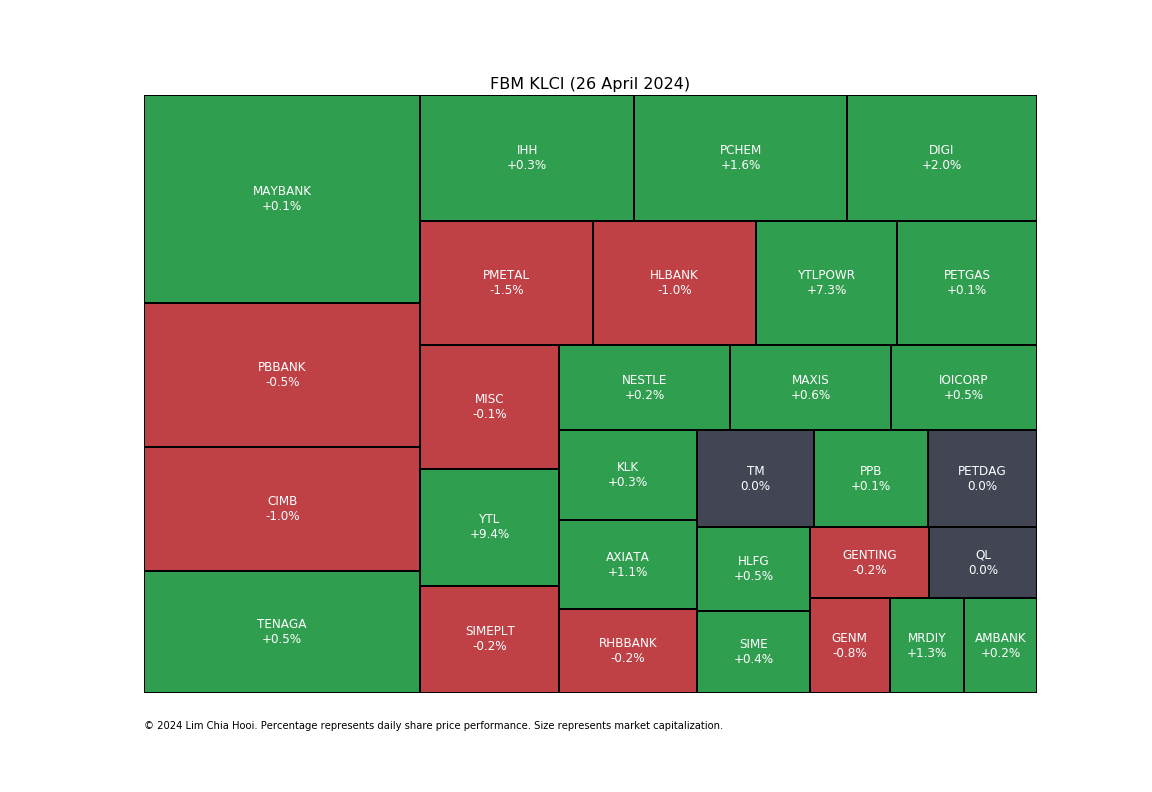 FBM KLCI (26 April 2024)
MAYBANK
+0.1%
PBBANK
-0.5%
CIMB
-1.0%
TENAGA
+0.5%
IHH
+0.3%
PCHEM
+1.6%
DIGI
+2.0%
PMETAL
-1.5%
HLBANK
-1.0%
YTLPOWR
+7.3%
PETGAS
+0.1%
MISC
-0.1%
YTL
+9.4%
SIMEPLT
-0.2%
NESTLE
+0.2%
MAXIS
+0.6%
IOICORP
+0.5%
KLK
+0.3%
AXIATA
+1.1%
RHBBANK
-0.2%
TM
0.0%
PPB
+0.1%
PETDAG
0.0%
HLFG
+0.5%
SIME
+0.4%
GENTING
-0.2%
QL
0.0%
GENM
-0.8%
MRDIY
+1.3%
AMBANK
+0.2%
© 2024 Lim Chia Hooi. Percentage represents daily share price performance. Size represents market capitalization.